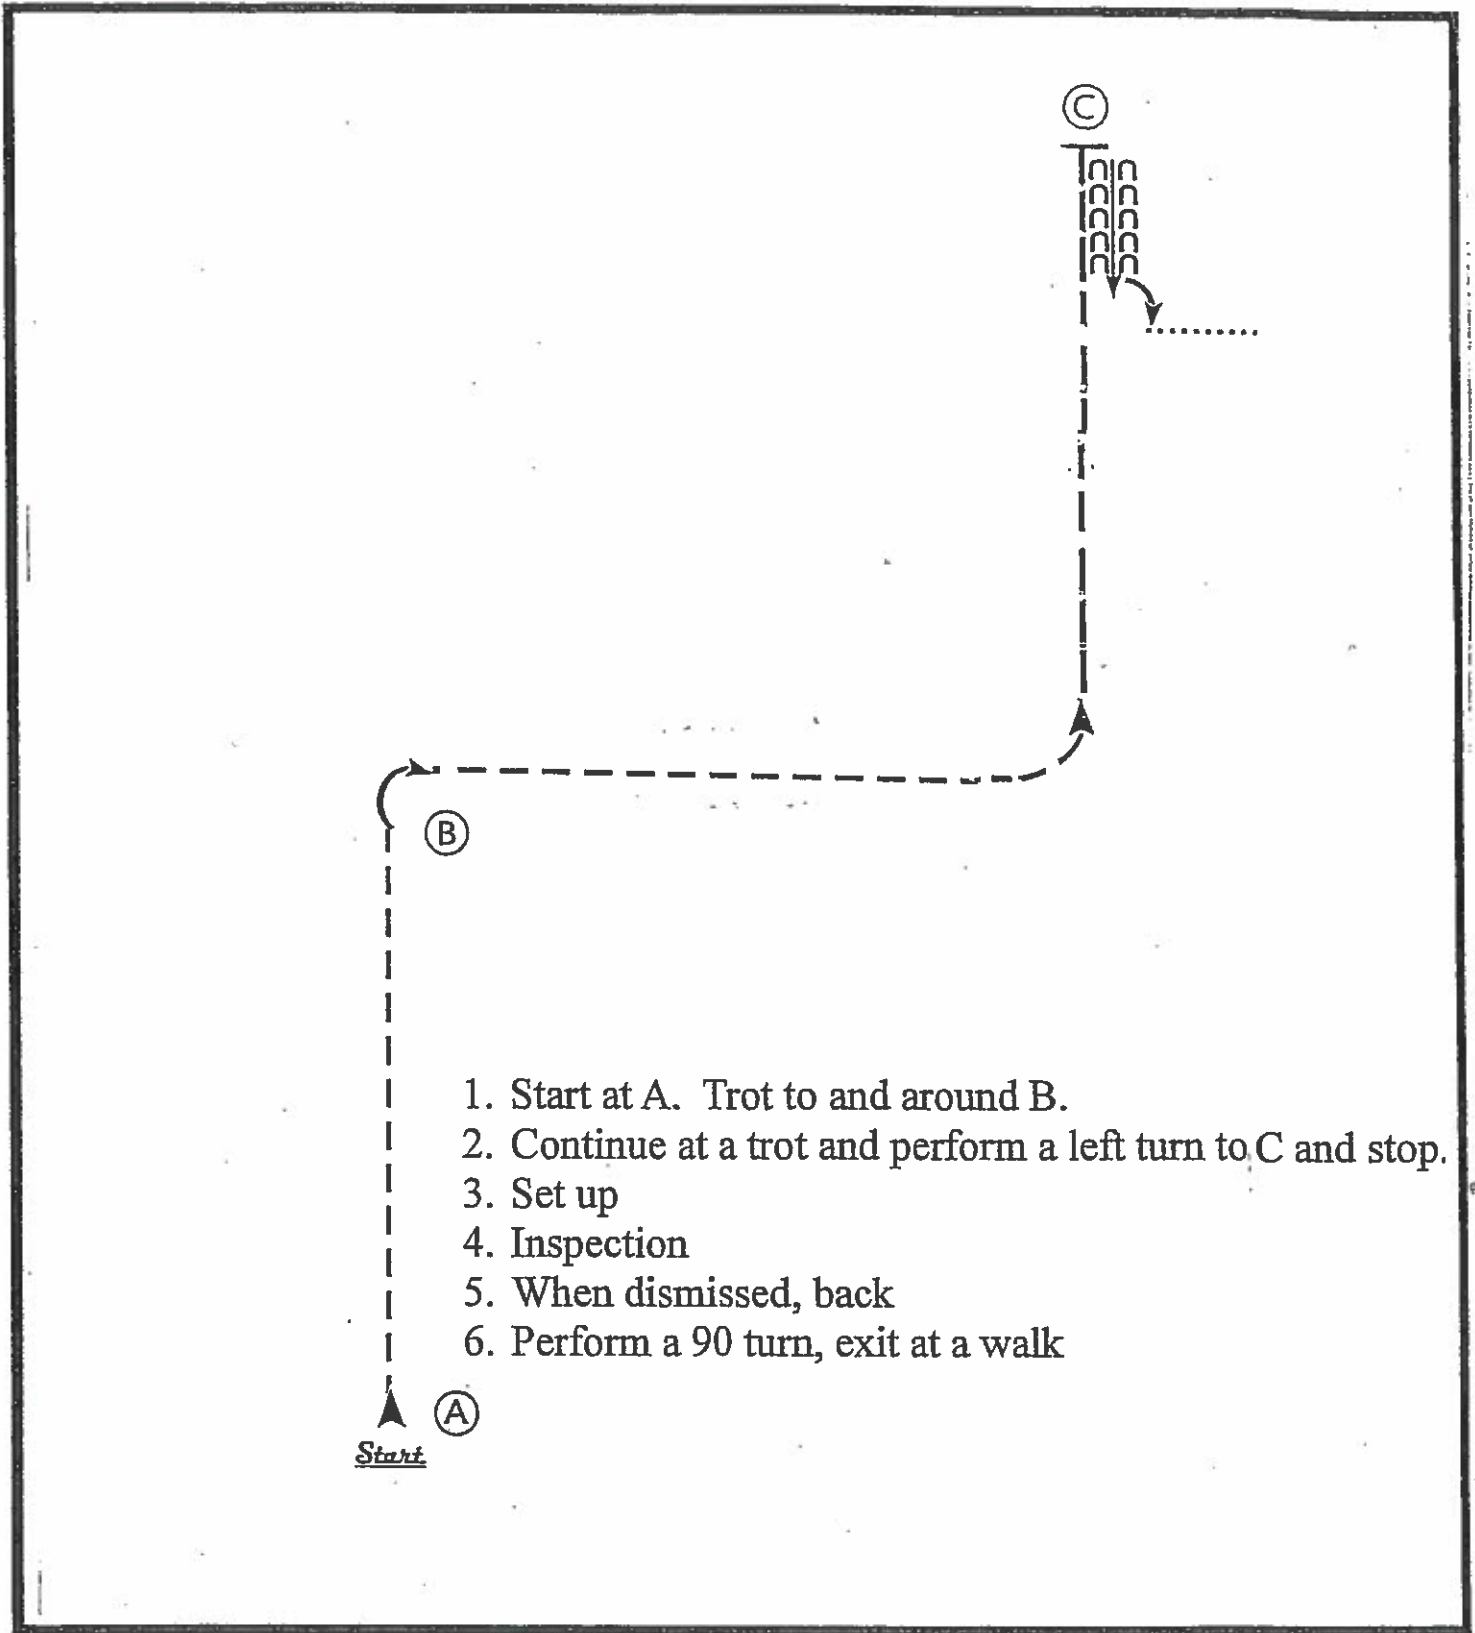 C
B
1. Start at A. Trot to and around B.
2. Continue at a trot and perform a left turn to C and stop.
3. Set up
4. Inspection
5. When dismissed, back
6. Perform a 90 turn, exit at a walk
A
Start